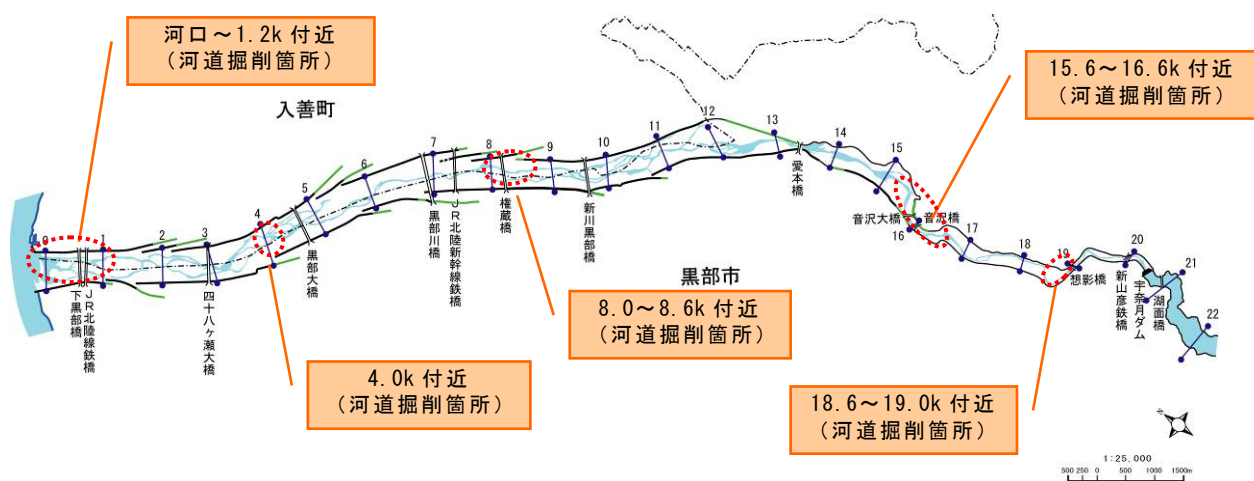 河口～1.2k 付近
（河道掘削箇所）
15.6～16.6k 付近
（河道掘削箇所）
入善町
0
1
2
3
4
5
6
7
8
9
10
11
12
13
14
15
16
17
18
19
20
21
22
下黒部橋
JR北陸線鉄橋
四十八ヶ瀬大橋
黒部大橋
黒部川橋
JR北陸新幹線鉄橋
権蔵橋
新川黒部橋
愛本橋
音沢大橋
音沢橋
想影橋
新山彦鉄橋
宇奈月ダム
湖面橋
黒部市
8.0～8.6k 付近
（河道掘削箇所）
4.0k 付近
（河道掘削箇所）
18.6～19.0k 付近
（河道掘削箇所）
1:25,000
500 250 0 500 1000 1500m